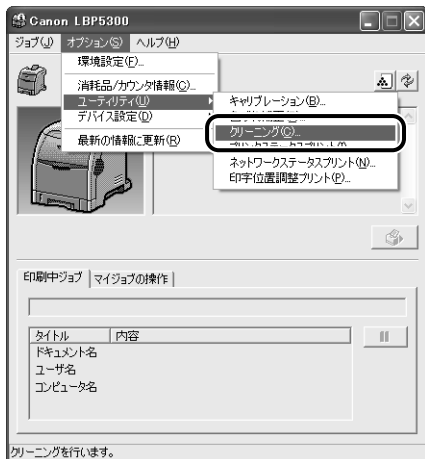 Canon LBP5300
ジョブ(J) オプション(S) ヘルプ(H)
環境設定(F)...
消耗品/カウンタ情報(C)...
ユーティリティ(U)
デバイス設定(D)
最新の情報に更新(R)
キャリブレーション(B)...
クリーニング(C)...
ネットワークステータスプリント(N)...
印字位置調整プリント(P)...
印刷中ジョブ マイジョブの操作
タイトル 内容
ドキュメント名
ユーザ名
コンピュータ名
クリーニングを行います。